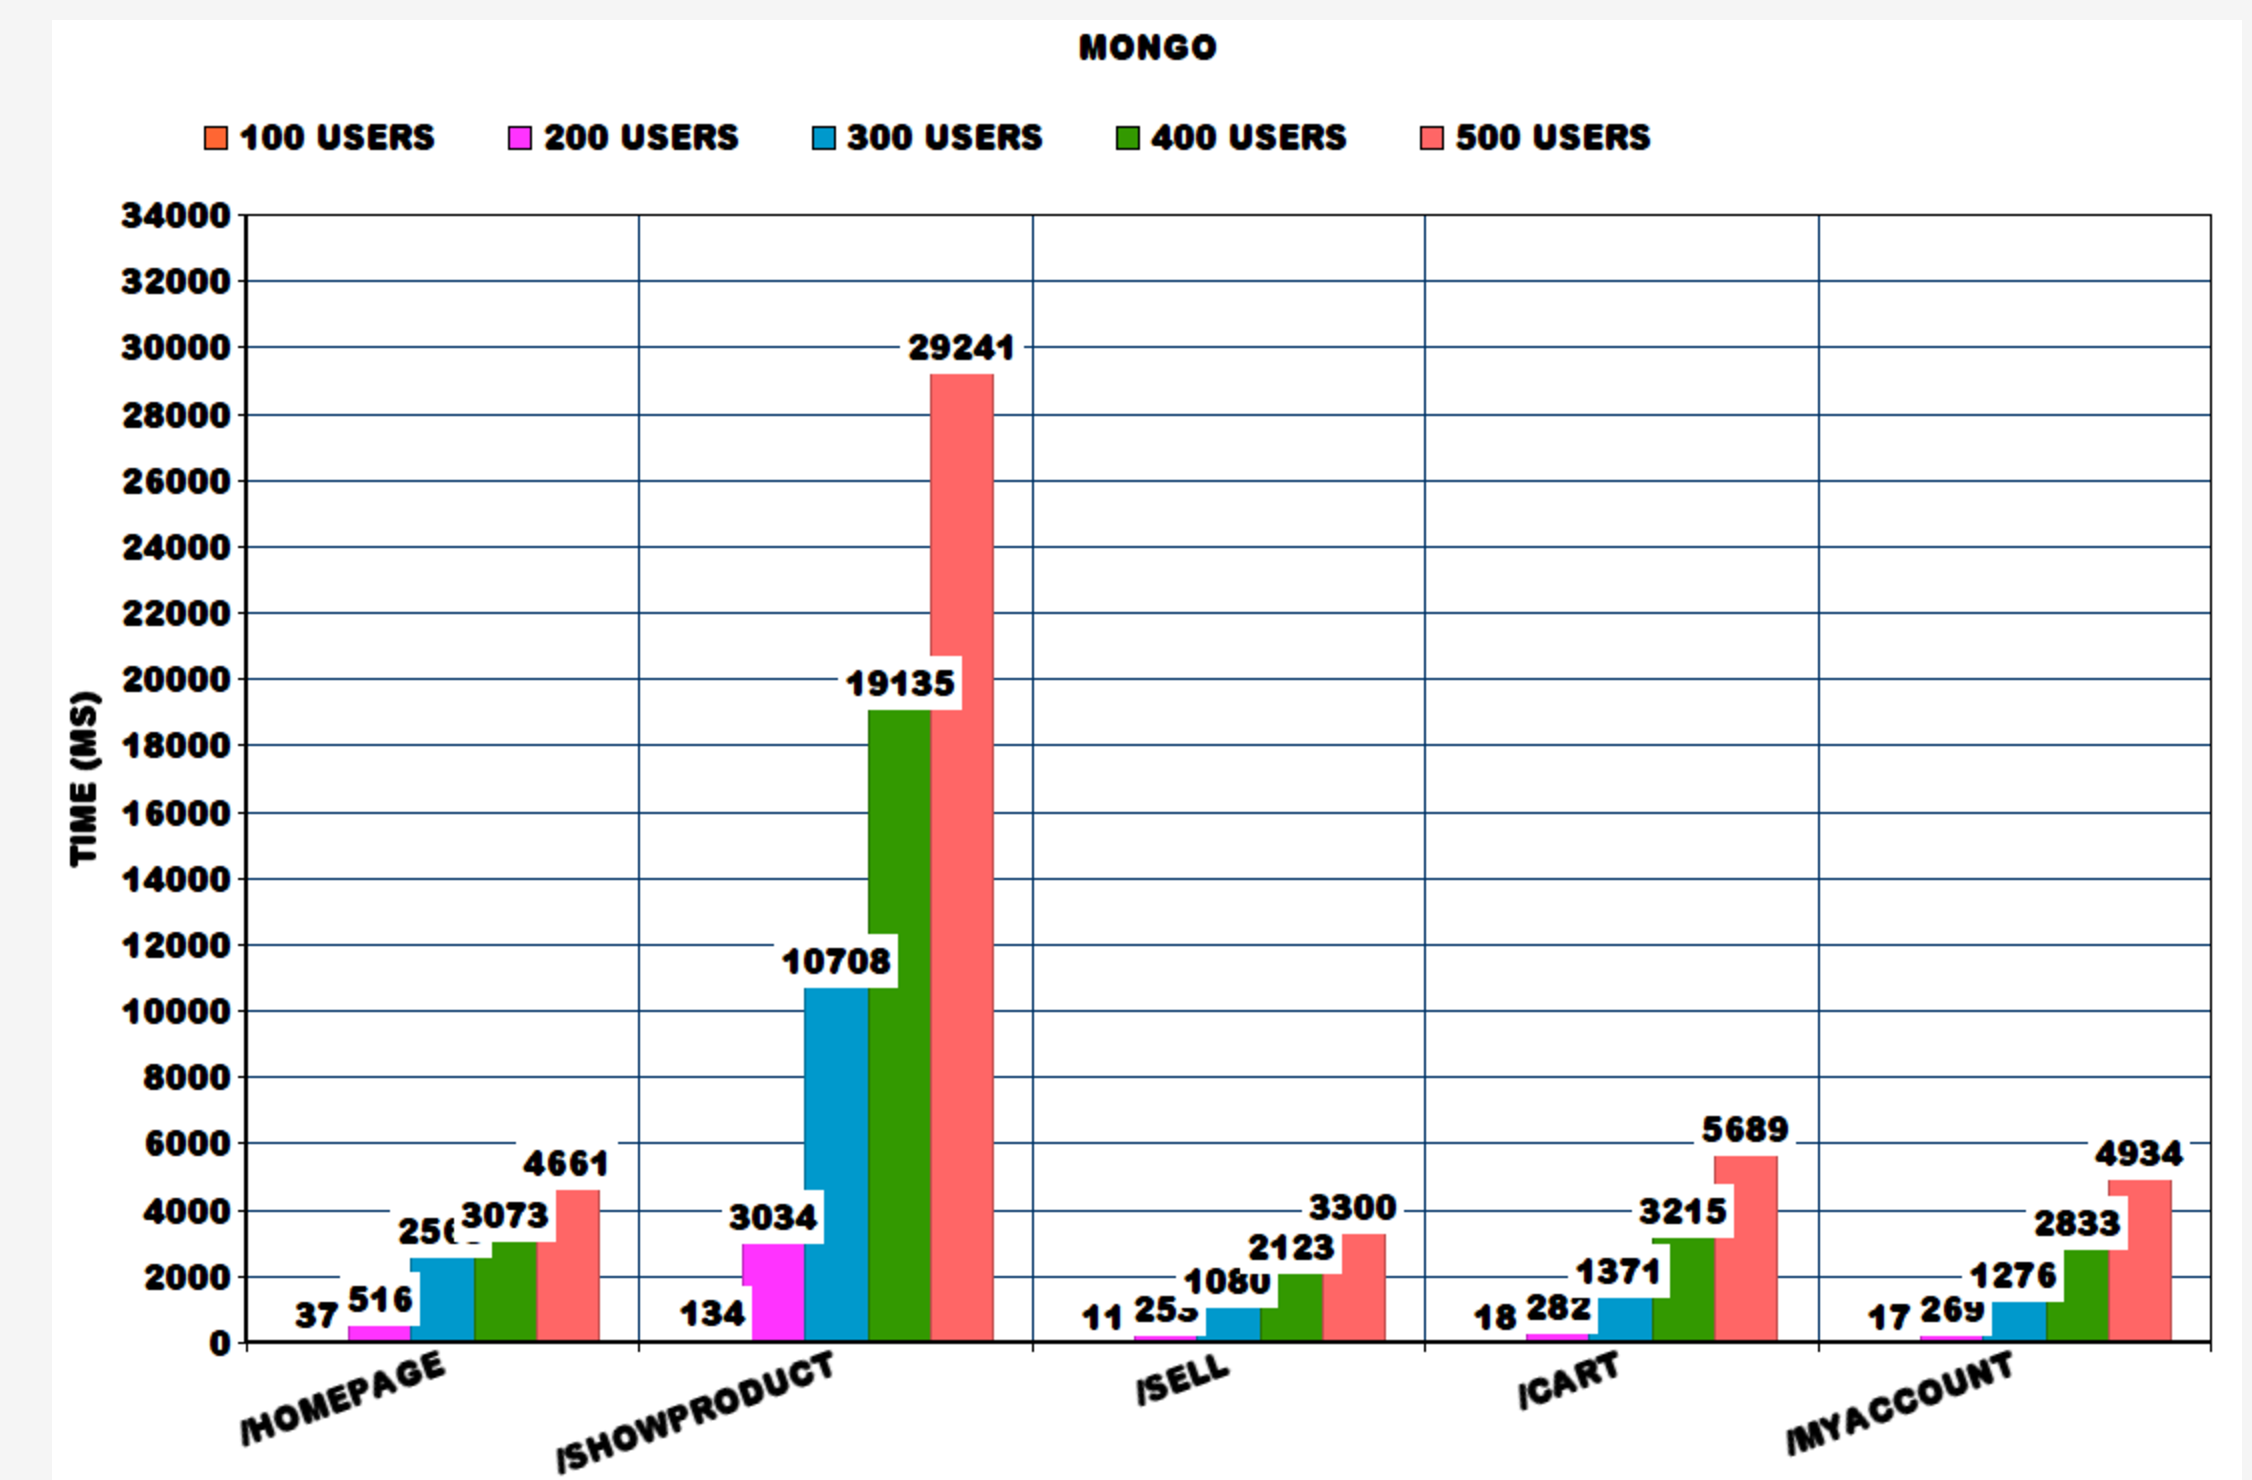 MONGO
100 USERS 200 USERS 300 USERS 400 USERS 500 USERS
34000
32000
30000
28000
26000
24000
22000
20000
18000
16000
14000
12000
10000
8000
6000
4000
2000
0
TIME (MS)
37 516 3073 4661
134 3034 10708 19135 29241
11 253 1080 2123 3300
18 282 1371 3215 5689
17 269 1276 2833 4934
/HOMEPAGE /SHOWPRODUCT /SELL /CART /MYACCOUNT